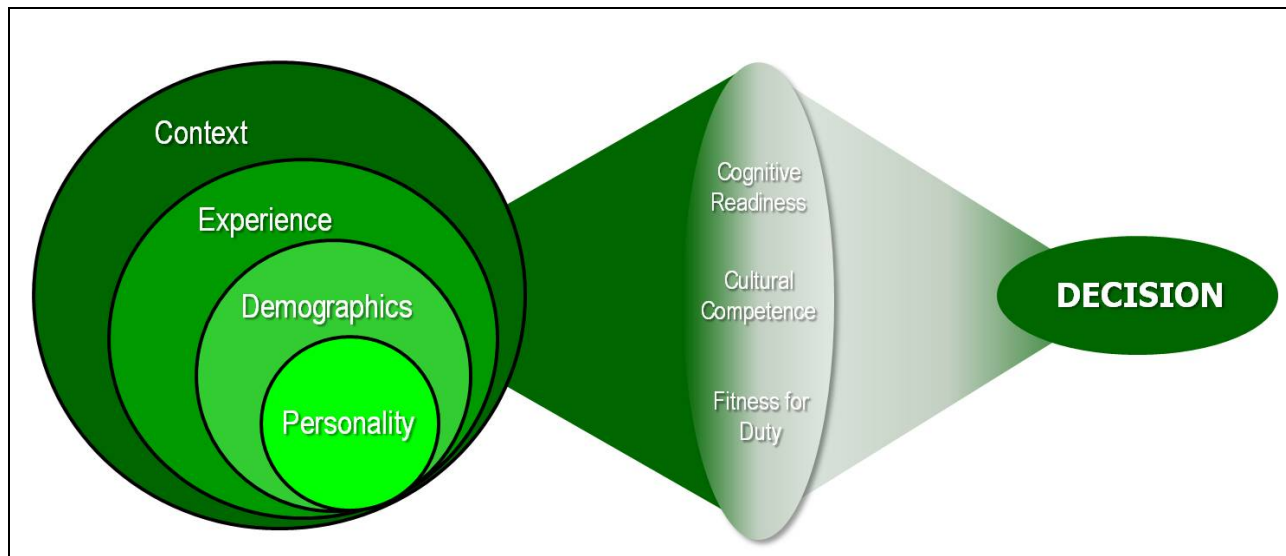 Context
Experience
Demographics
Personality
Cognitive
Readiness
Cultural
Competence
Fitness for
Duty
DECISION